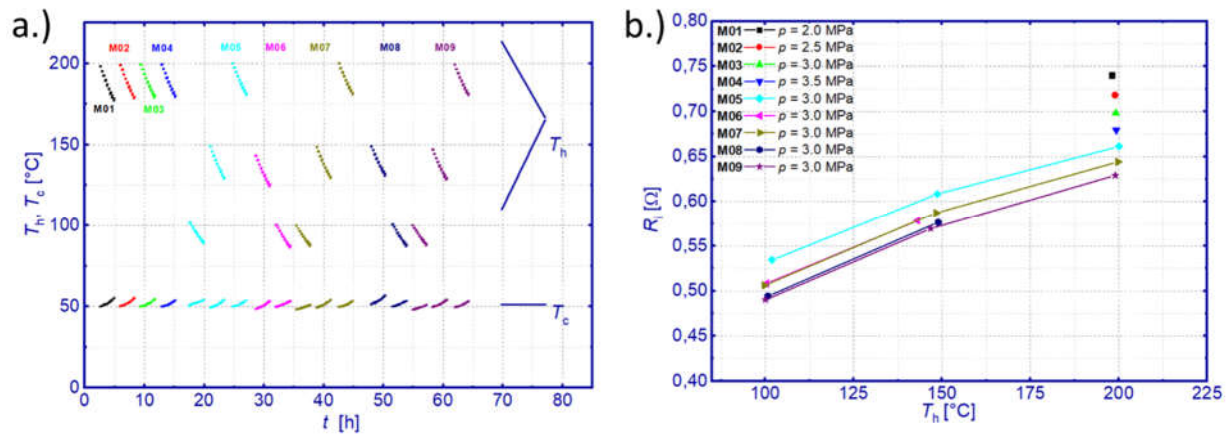 a.)
M02 M04 M05 M06 M07 M08 M09
M01 M03
200
150
100
50
0
T_h, T_c [°C]
0 10 20 30 40 50 60 70 80
t [h]
T_h
T_c
b.)
M01 p = 2.0 MPa
M02 p = 2.5 MPa
M03 p = 3.0 MPa
M04 p = 3.5 MPa
M05 p = 3.0 MPa
M06 p = 3.0 MPa
M07 p = 3.0 MPa
M08 p = 3.0 MPa
M09 p = 3.0 MPa
0,80
0,75
0,70
0,65
0,60
0,55
0,50
0,45
0,40
R_i [Ω]
100 125 150 175 200 225
T_h [°C]